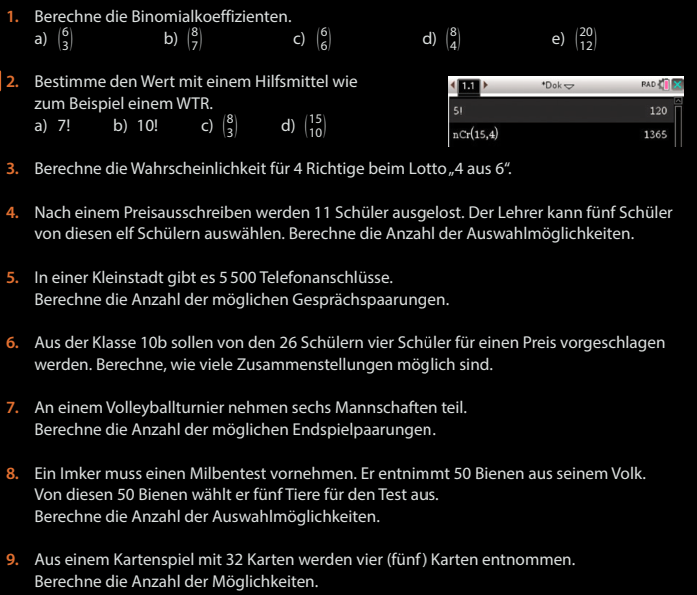 1. Berechne die Binomialkoeffizienten.
a) (6 3) b) (8 7) c) (6 6) d) (8 4) e) (20 12)
2. Bestimme den Wert mit einem Hilfsmittel wie
zum Beispiel einem WTR.
a) 7! b) 10! c) (8 3) d) (15 10)
1.1 *Dok RAD
5! 120
nCr(15,4) 1365
3. Berechne die Wahrscheinlichkeit für 4 Richtige beim Lotto „4 aus 6“.
4. Nach einem Preisausschreiben werden 11 Schüler ausgelost. Der Lehrer kann fünf Schüler
von diesen elf Schülern auswählen. Berechne die Anzahl der Auswahlmöglichkeiten.
5. In einer Kleinstadt gibt es 5 500 Telefonanschlüsse.
Berechne die Anzahl der möglichen Gesprächspaarungen.
6. Aus der Klasse 10b sollen von den 26 Schülern vier Schüler für einen Preis vorgeschlagen
werden. Berechne, wie viele Zusammenstellungen möglich sind.
7. An einem Volleyballturnier nehmen sechs Mannschaften teil.
Berechne die Anzahl der möglichen Endspielpaarungen.
8. Ein Imker muss einen Milbentest vornehmen. Er entnimmt 50 Bienen aus seinem Volk.
Von diesen 50 Bienen wählt er fünf Tiere für den Test aus.
Berechne die Anzahl der Auswahlmöglichkeiten.
9. Aus einem Kartenspiel mit 32 Karten werden vier (fünf) Karten entnommen.
Berechne die Anzahl der Möglichkeiten.